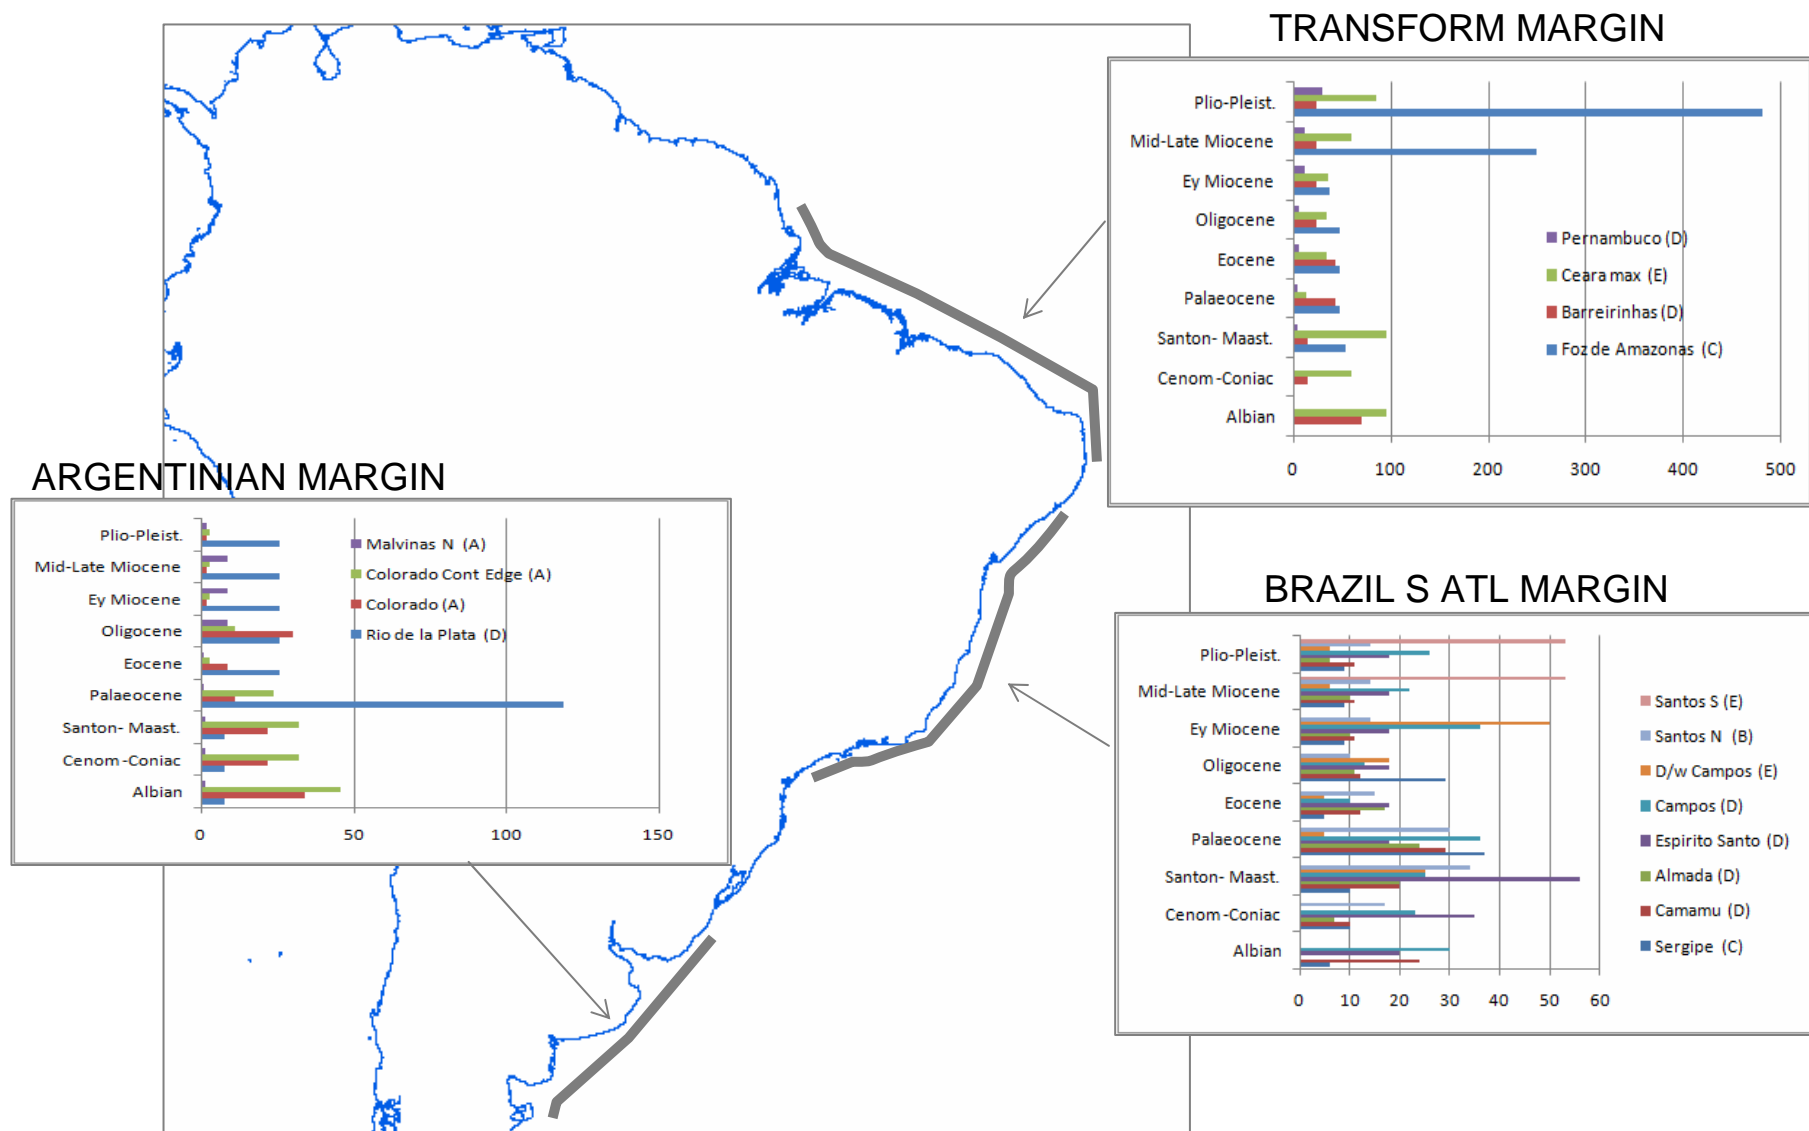 TRANSFORM MARGIN
Plio-Pleist.
Mid-Late Miocene
Ey Miocene
Oligocene
Eocene
Palaeocene
Santon- Maast.
Cenom-Coniac
Albian
0 100 200 300 400 500
Pernambuco (D)
Ceara max (E)
Barreirinhas (D)
Foz de Amazonas (C)
ARGENTINIAN MARGIN
Plio-Pleist.
Mid-Late Miocene
Ey Miocene
Oligocene
Eocene
Palaeocene
Santon- Maast.
Cenom-Coniac
Albian
0 50 100 150
Malvinas N (A)
Colorado Cont Edge (A)
Colorado (A)
Rio de la Plata (D)
BRAZIL S ATL MARGIN
Plio-Pleist.
Mid-Late Miocene
Ey Miocene
Oligocene
Eocene
Palaeocene
Santon- Maast.
Cenom-Coniac
Albian
0 10 20 30 40 50 60
Santos S (E)
Santos N (B)
D/w Campos (E)
Campos (D)
Espirito Santo (D)
Almada (D)
Camamu (D)
Sergipe (C)